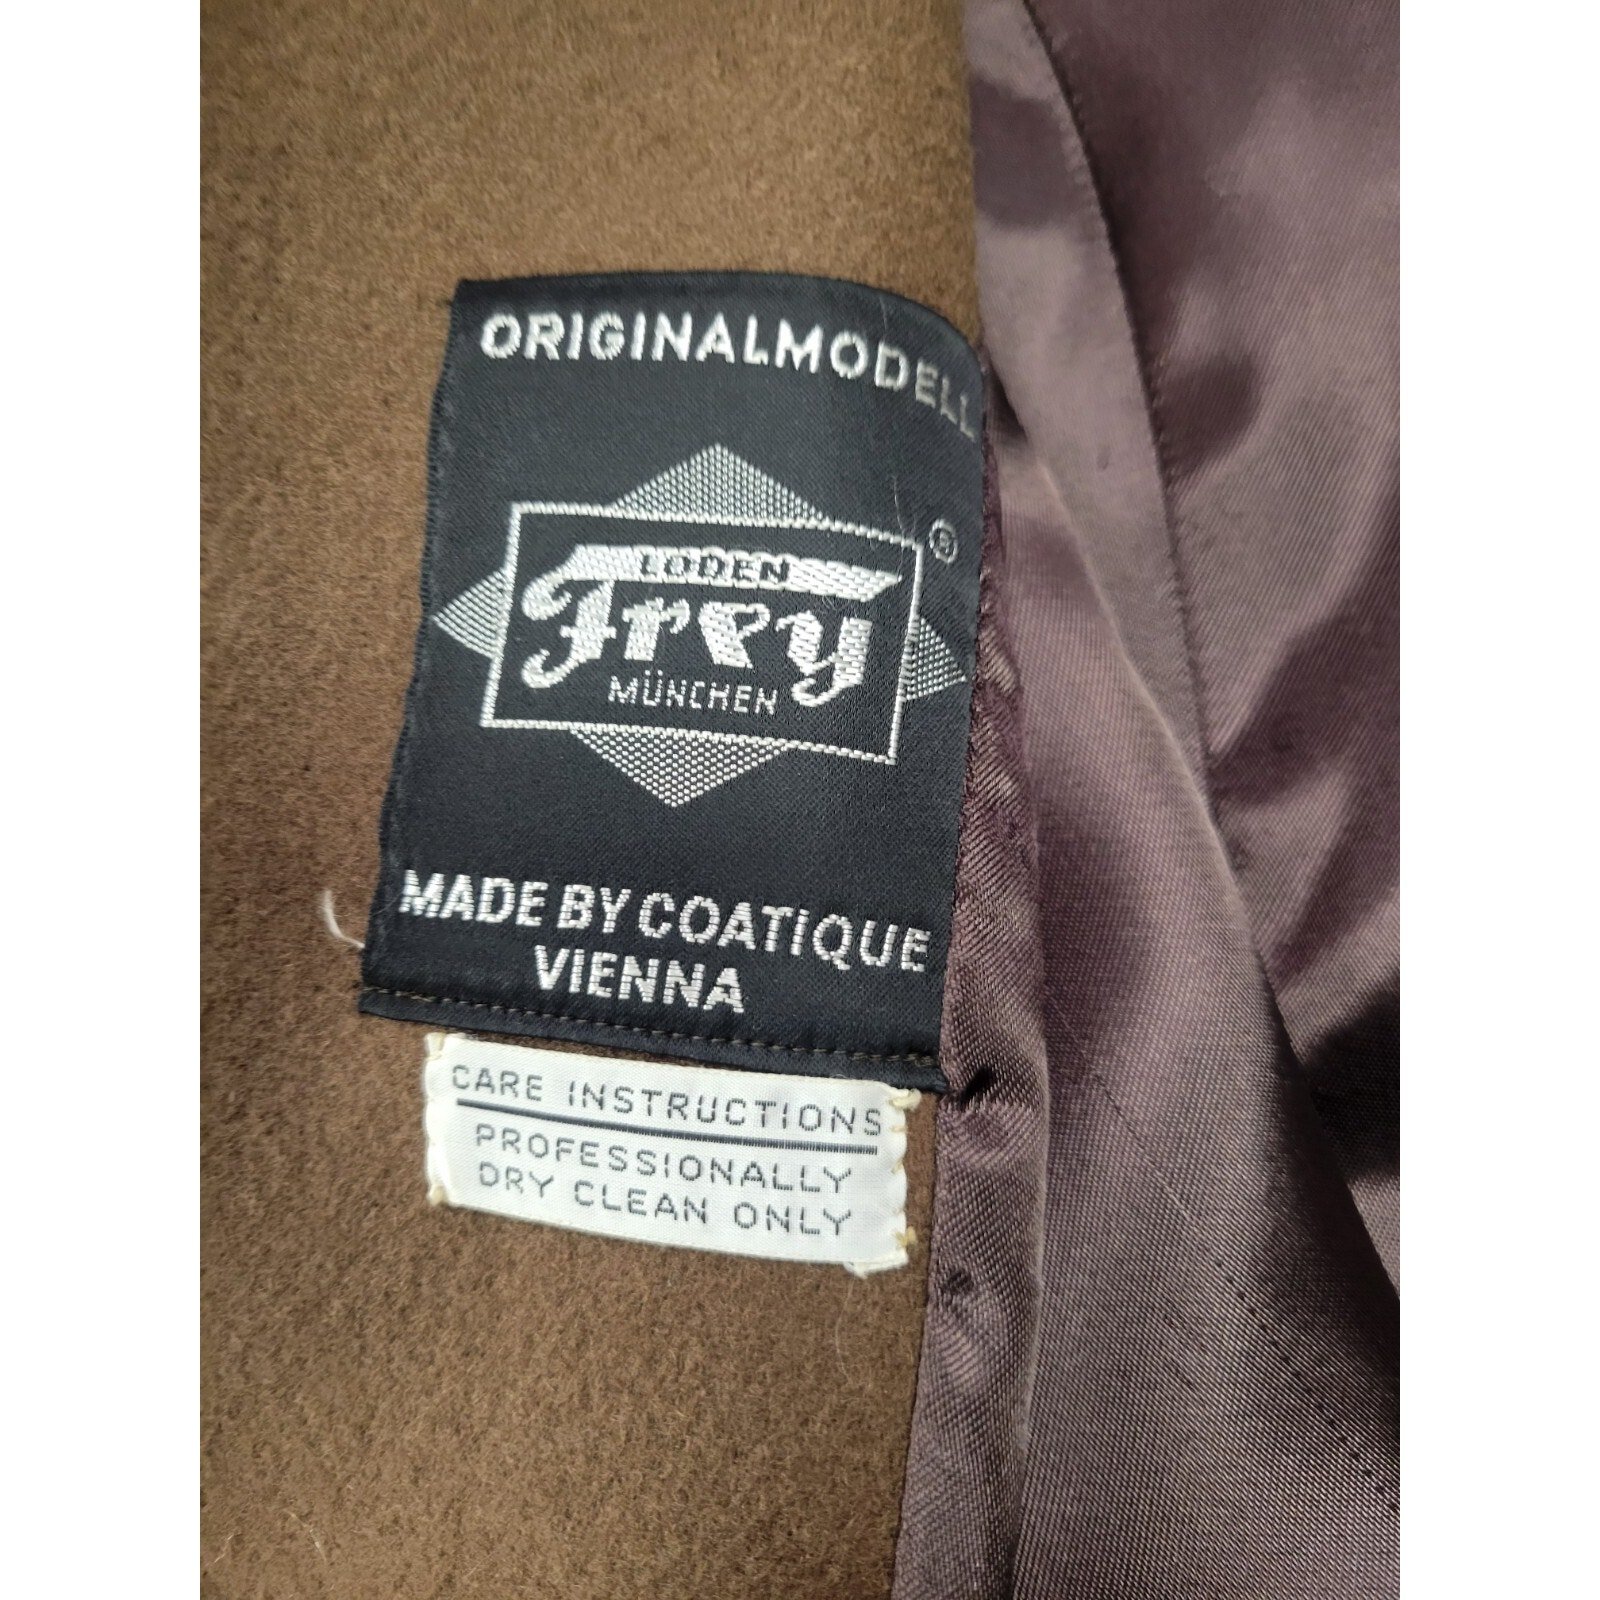 ORIGINALMODELL
®
LODEN
Frey
MÜNCHEN
MADE BY COATIQUE
VIENNA
CARE INSTRUCTIONS
PROFESSIONALLY
DRY CLEAN ONLY